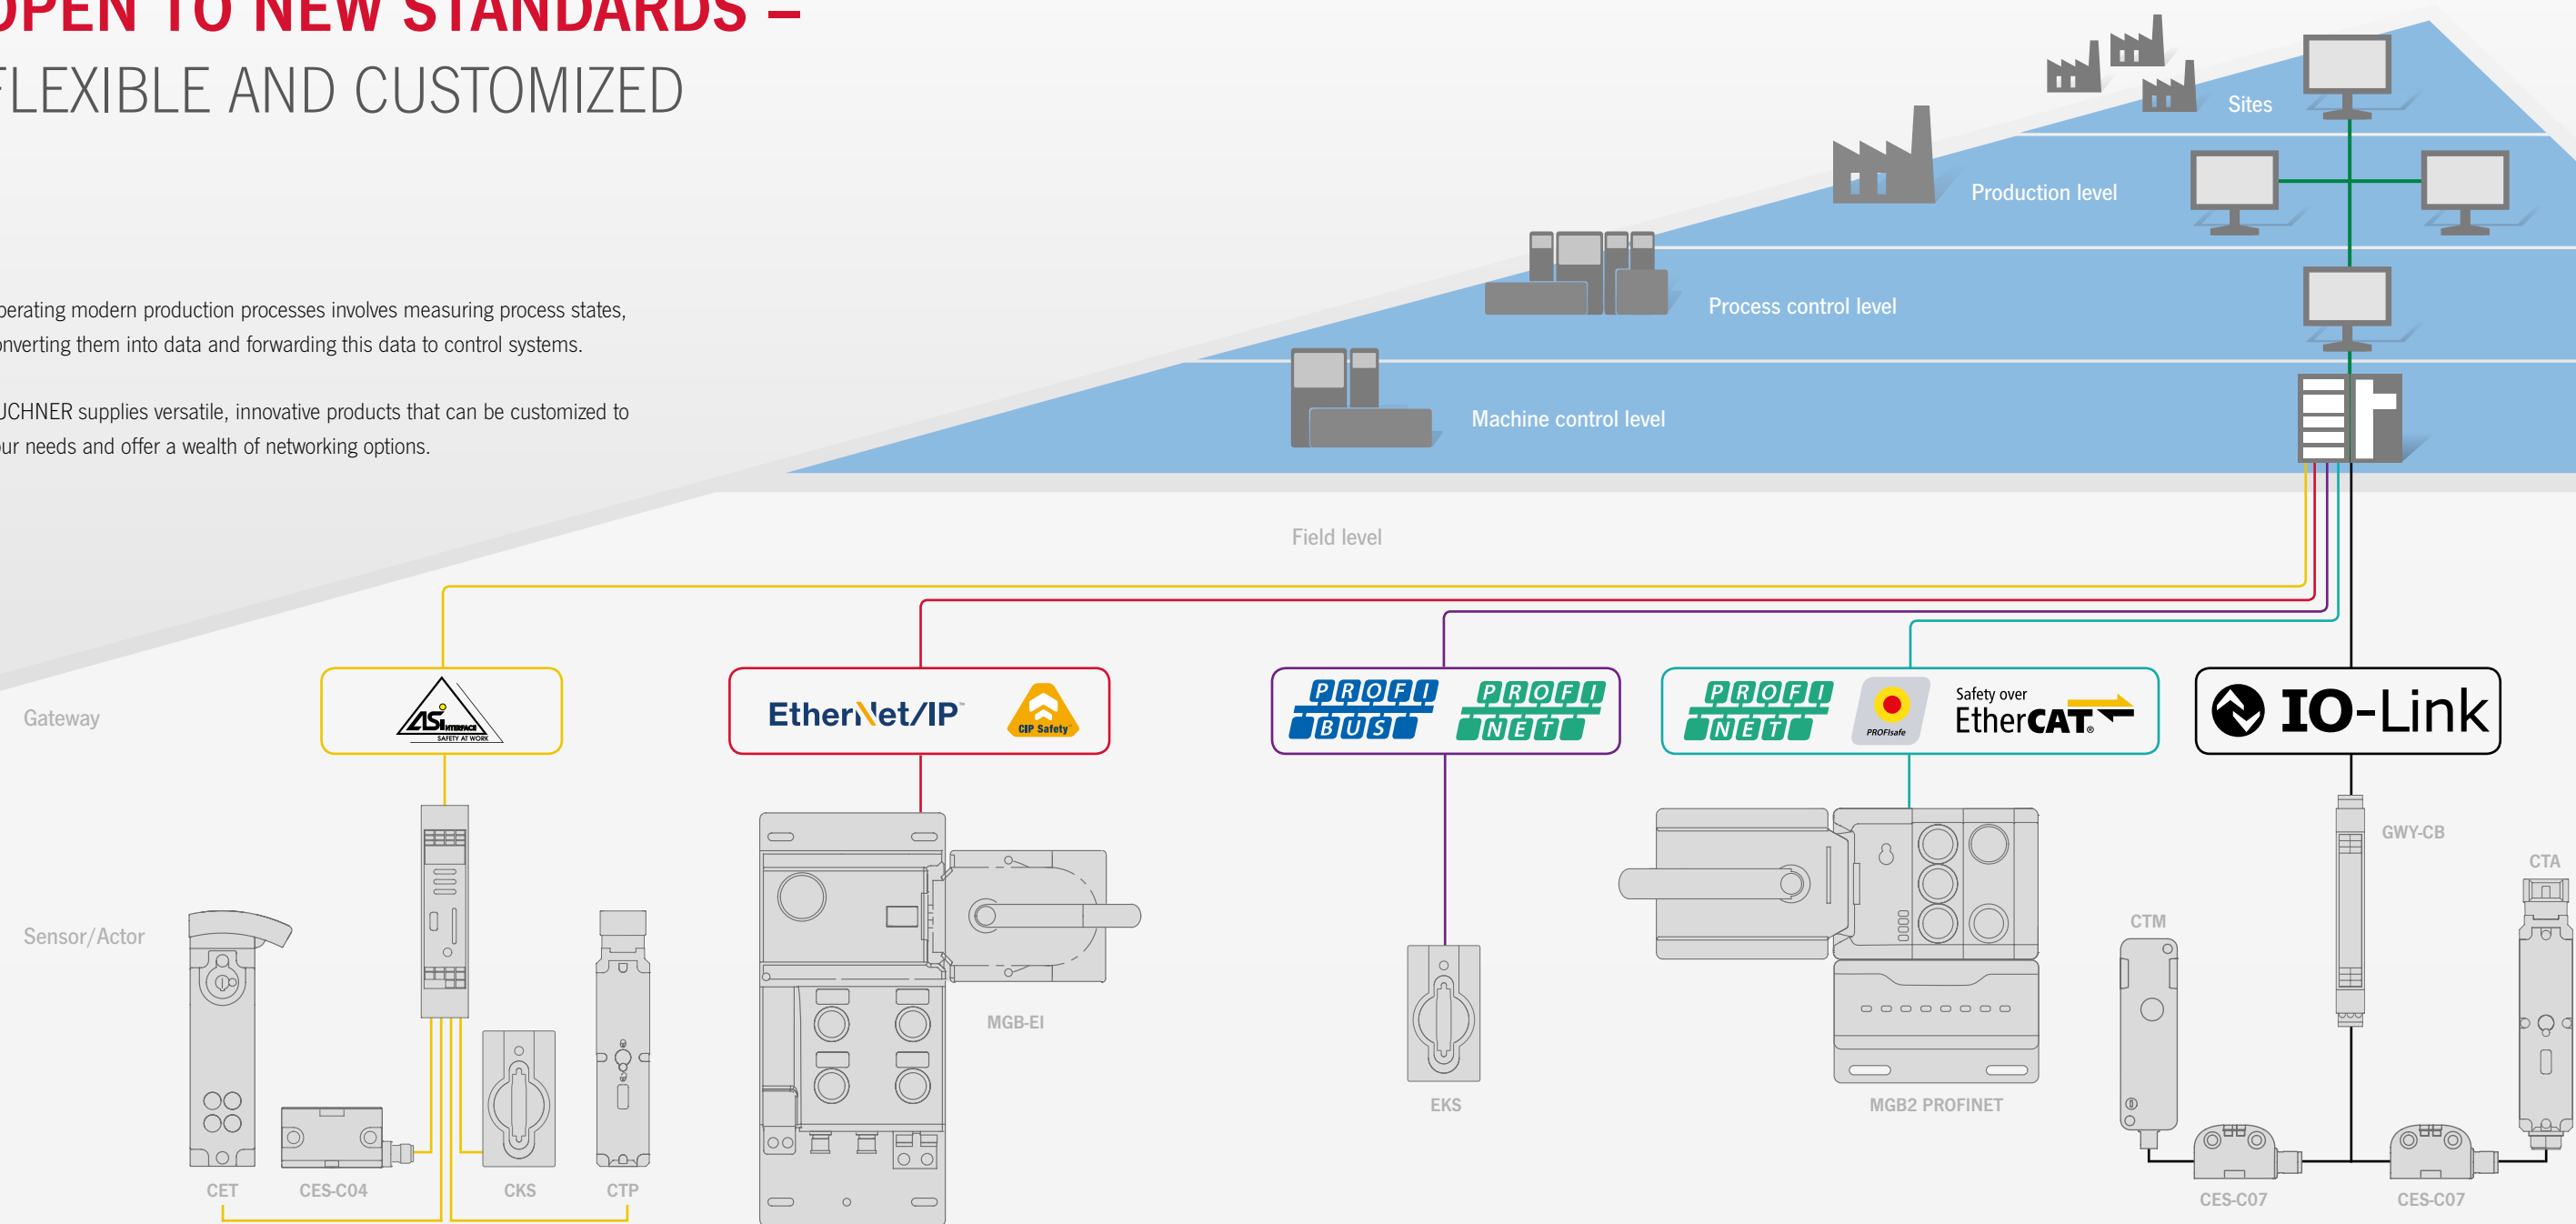 OPEN TO NEW STANDARDS –
FLEXIBLE AND CUSTOMIZED
perating modern production processes involves measuring process states,
onverting them into data and forwarding this data to control systems.
UCHNER supplies versatile, innovative products that can be customized to
our needs and offer a wealth of networking options.
Sites
Production level
Process control level
Machine control level
Field level
Gateway
ASi INTERFACE
SAFETY AT WORK
EtherNet/IP™
CIP Safety™
PROFI
BUS
PROFI
NET
PROFI
NET
PROFIsafe
Safety over
EtherCAT®
IO-Link
GWY-CB
CTA
CTM
Sensor/Actor
MGB-EI
EKS
MGB2 PROFINET
CET
CES-C04
CKS
CTP
CES-C07
CES-C07